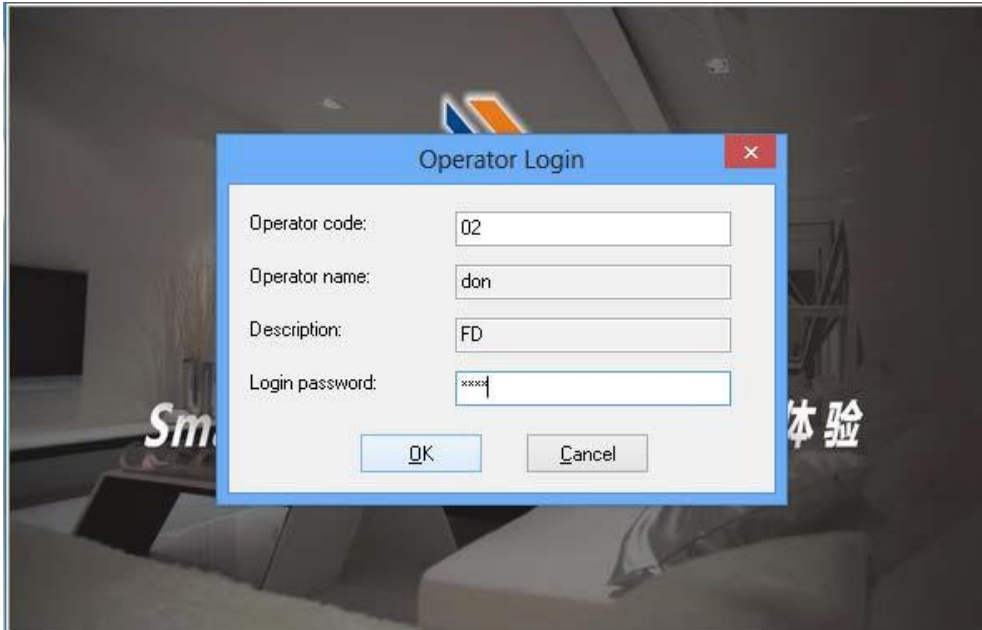 Operator Login
Operator code: 02
Operator name: don
Description: FD
Login password: ****
Sm 体验
OK Cancel